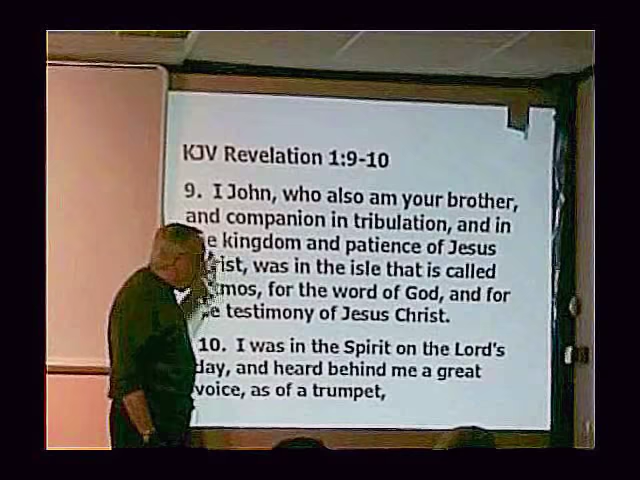 KJV Revelation 1:9-10
9. I John, who also am your brother,
and companion in tribulation, and in
e kingdom and patience of Jesus
ist, was in the isle that is called
mos, for the word of God, and for
e testimony of Jesus Christ.
10. I was in the Spirit on the Lord's
day, and heard behind me a great
voice, as of a trumpet,